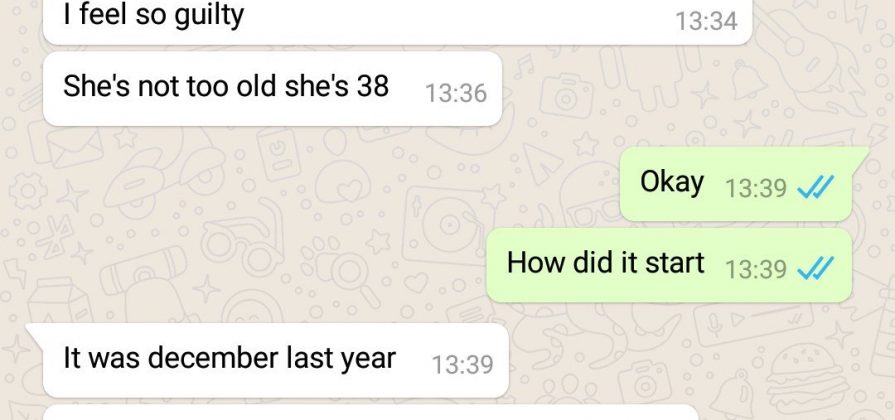 I feel so guilty 13:34
She's not too old she's 38 13:36
Okay 13:39
How did it start 13:39
It was december last year 13:39